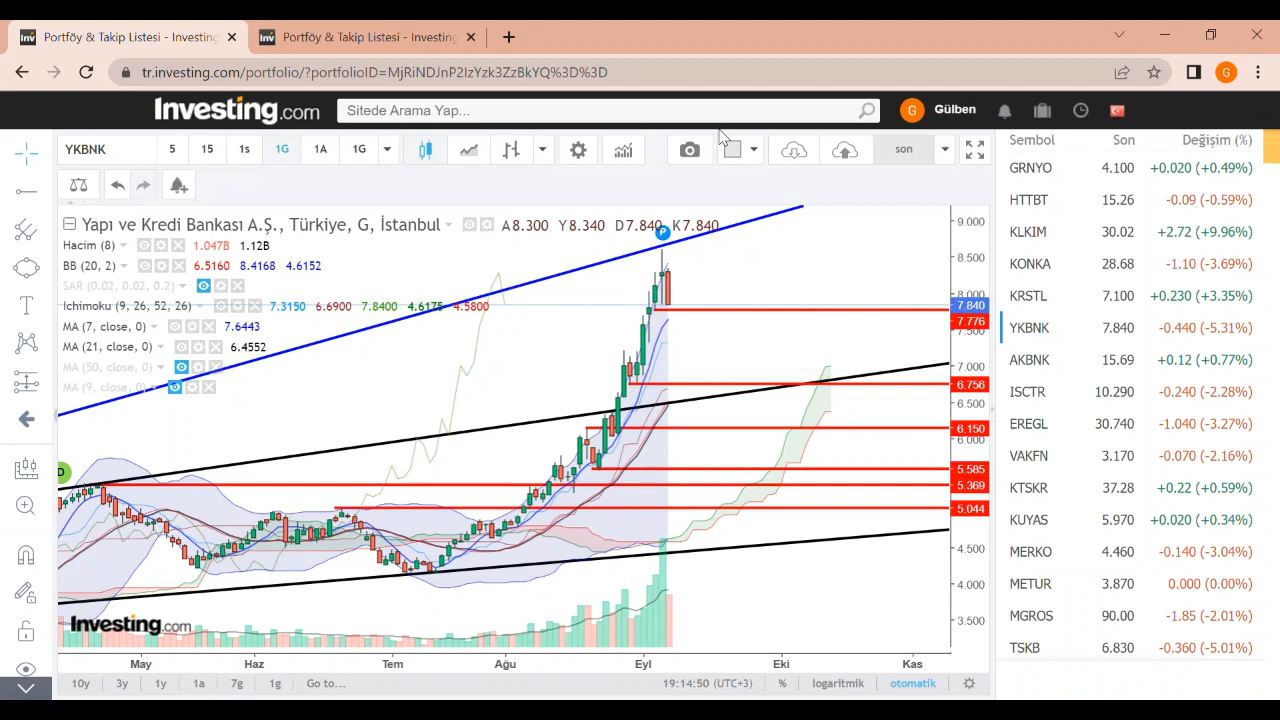 Portföy & Takip Listesi - Investing
Portföy & Takip Listesi - Investing
tr.investing.com/portfolio/?portfolioID=MjRiNDJnP2IzYzk3ZzBkYQ%3D%3D
G
Investing.com
Sitede Arama Yap...
G Gülben
YKBNK 5 15 1s 1G 1A 1G
son
Yapı ve Kredi Bankası A.Ş., Türkiye, G, İstanbul A8.300 Y8.340 D7.840 K7.840
Hacim (8) 1.047B 1.12B
BB (20, 2) 6.5160 8.4168 4.6152
SAR (0.02, 0.02, 0.2)
Ichimoku (9, 26, 52, 26) 7.3150 6.6900 7.8400 4.6175 4.5800
MA (7, close, 0) 7.6443
MA (21, close, 0) 6.4552
MA (50, close, 0)
MA (9, close, 0)
P
D
9.000
8.500
8.000
7.840
7.776
7.500
7.000
6.756
6.500
6.150
6.000
5.585
5.369
5.044
4.500
4.000
3.500
Investing.com
May Haz Tem Ağu Eyl Eki Kas
10y 3y 1y 1a 7g 1g Go to...
19:14:50 (UTC+3) % logaritmik otomatik
Sembol Son Değişim (%)
GRNYO 4.100 +0.020 (+0.49%)
HTTBT 15.26 -0.09 (-0.59%)
KLKIM 30.02 +2.72 (+9.96%)
KONKA 28.68 -1.10 (-3.69%)
KRSTL 7.100 +0.230 (+3.35%)
YKBNK 7.840 -0.440 (-5.31%)
AKBNK 15.69 +0.12 (+0.77%)
ISCTR 10.290 -0.240 (-2.28%)
EREGL 30.740 -1.040 (-3.27%)
VAKFN 3.170 -0.070 (-2.16%)
KTSKR 37.28 +0.22 (+0.59%)
KUYAS 5.970 +0.020 (+0.34%)
MERKO 4.460 -0.140 (-3.04%)
METUR 3.870 0.000 (0.00%)
MGROS 90.00 -1.85 (-2.01%)
TSKB 6.830 -0.360 (-5.01%)